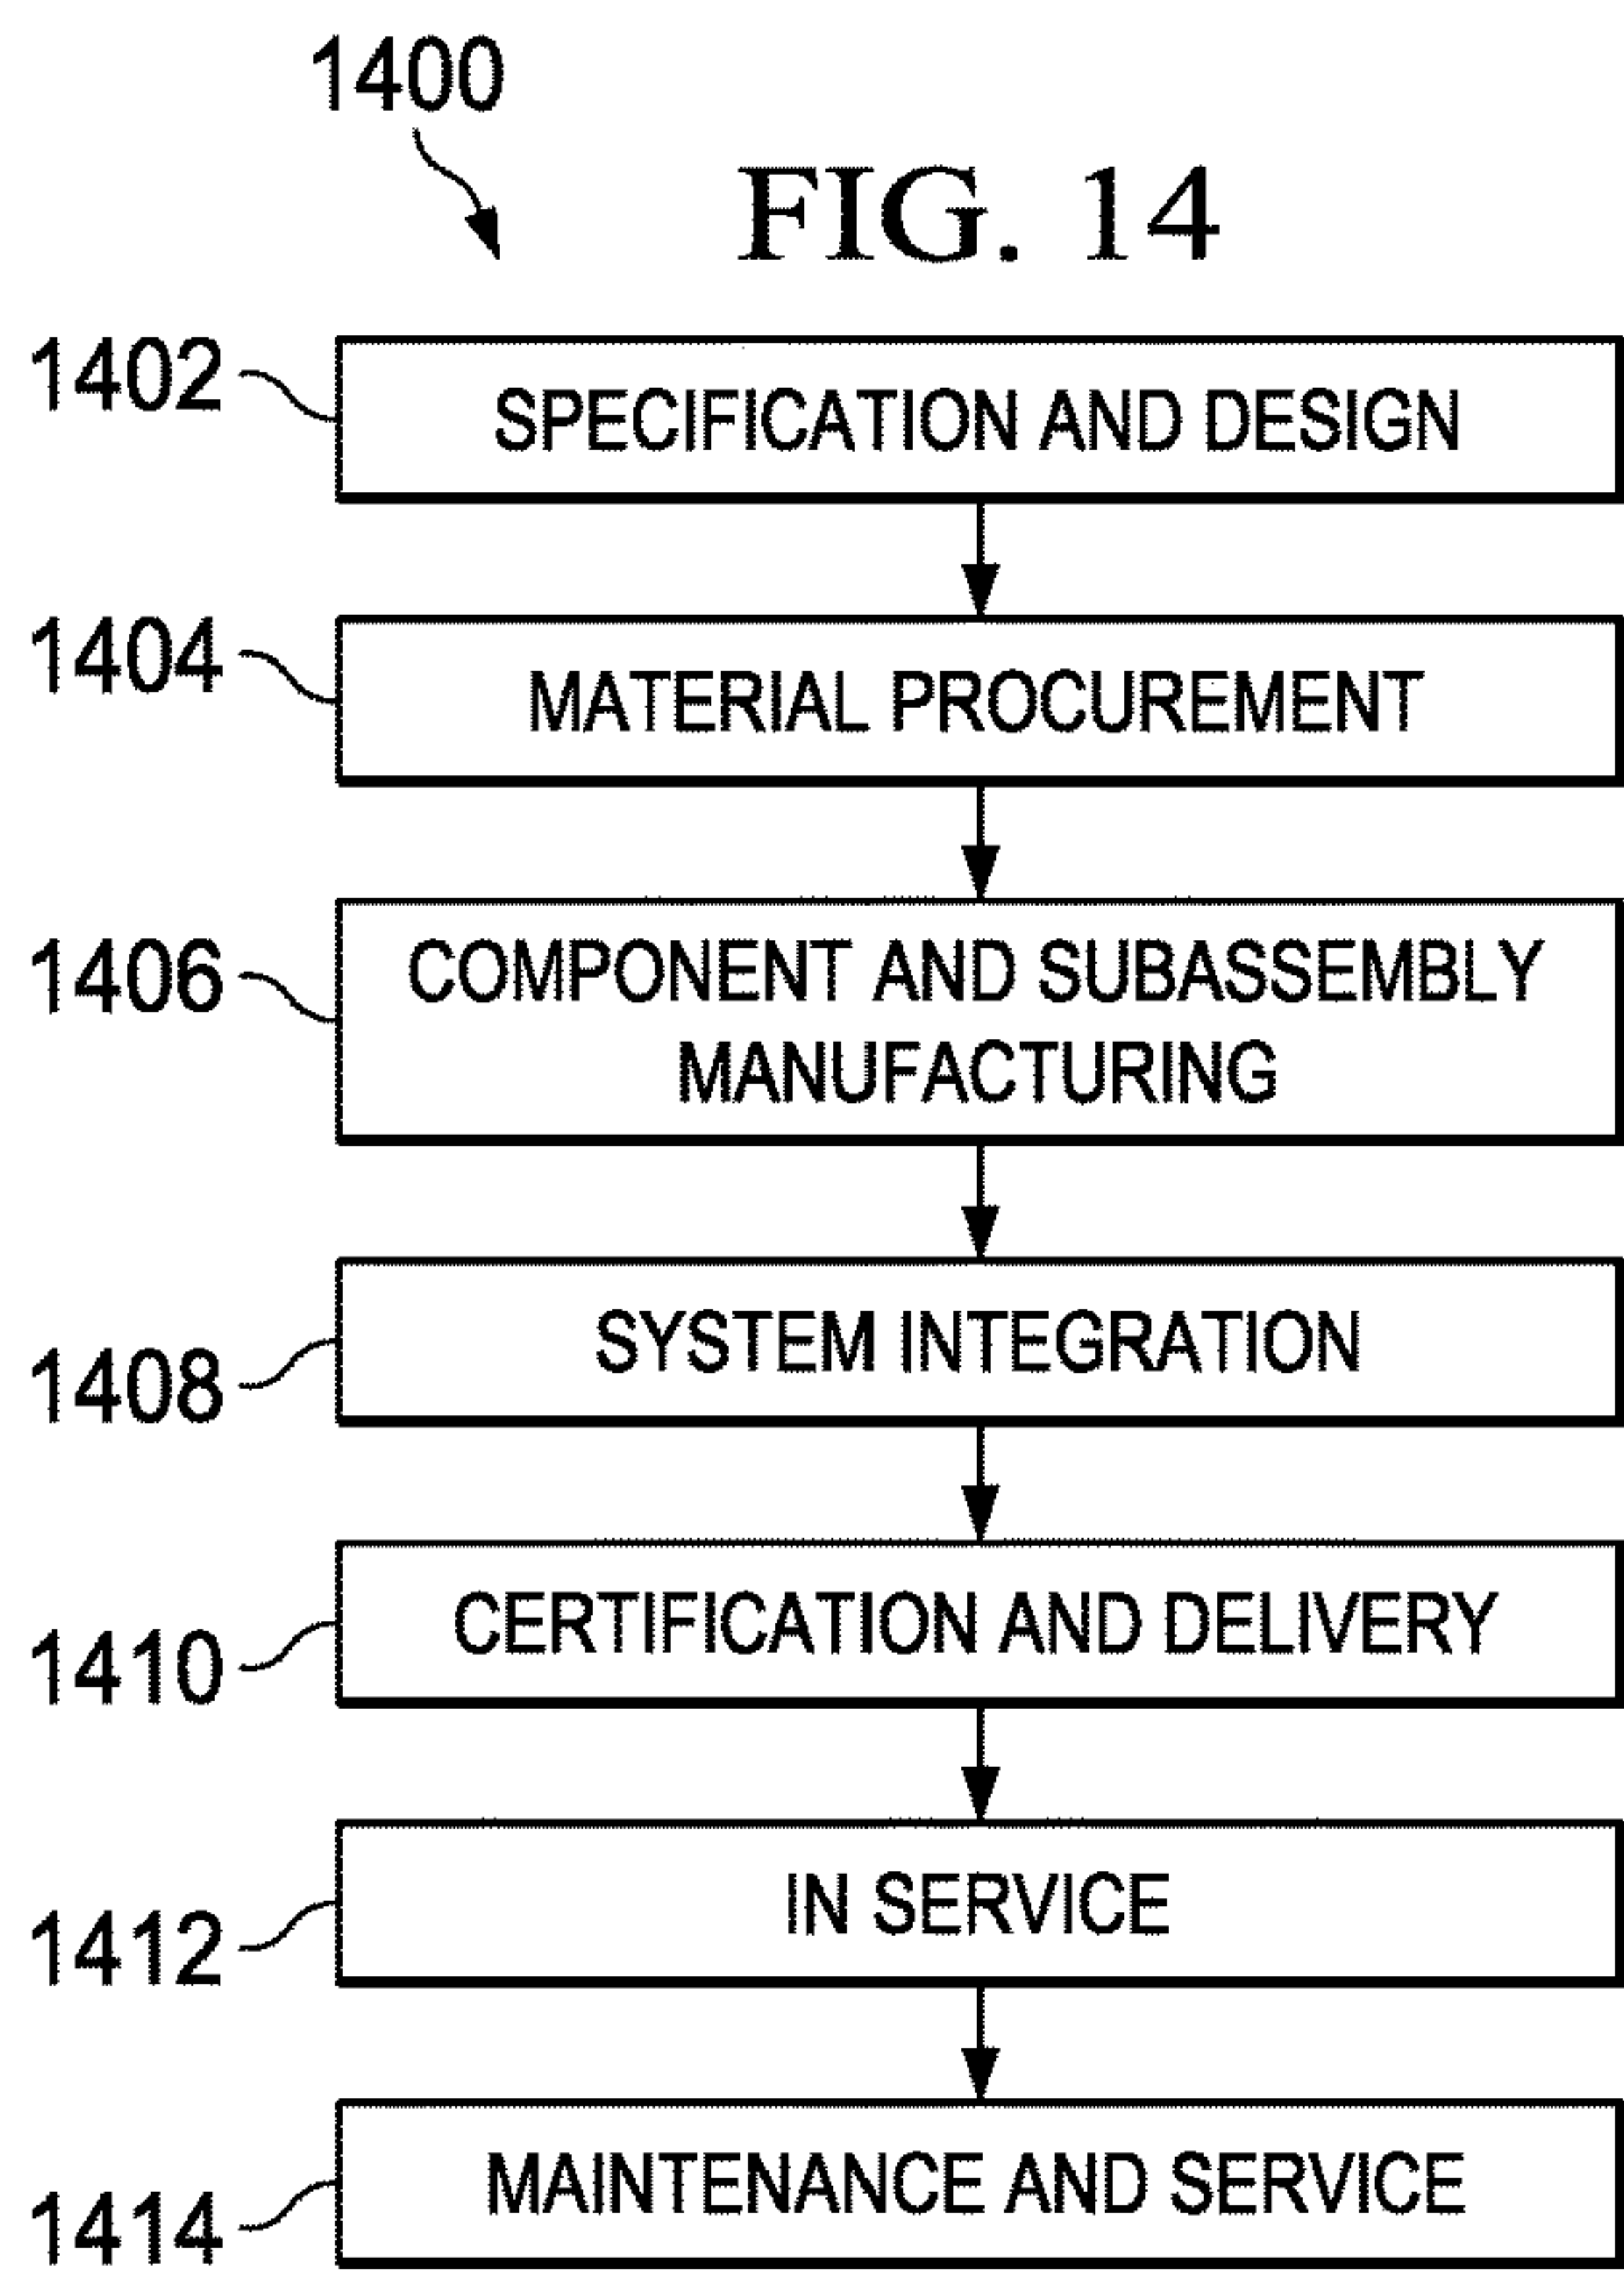 1400
FIG. 14
1402
SPECIFICATION AND DESIGN
1404
MATERIAL PROCUREMENT
1406
COMPONENT AND SUBASSEMBLY
MANUFACTURING
1408
SYSTEM INTEGRATION
1410
CERTIFICATION AND DELIVERY
1412
IN SERVICE
1414
MAINTENANCE AND SERVICE